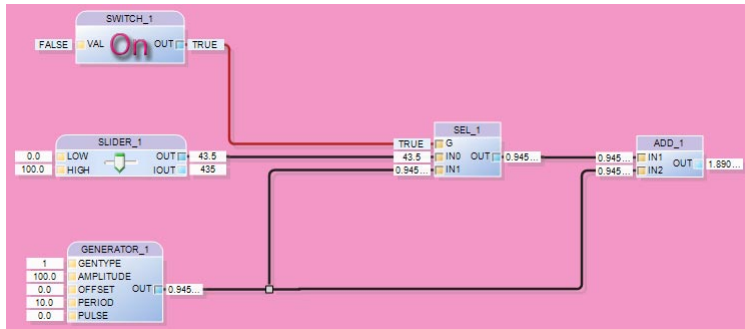 SWITCH_1
FALSE VAL On OUT TRUE
SLIDER_1
0.0 LOW OUT 43.5
100.0 HIGH IOUT 435
SEL_1
TRUE G
43.5 IN0 OUT 0.945...
0.945... IN1
ADD_1
0.945... IN1 OUT 1.890...
0.945... IN2
GENERATOR_1
1 GENTYPE
100.0 AMPLITUDE
0.0 OFFSET OUT 0.945...
10.0 PERIOD
0.0 PULSE